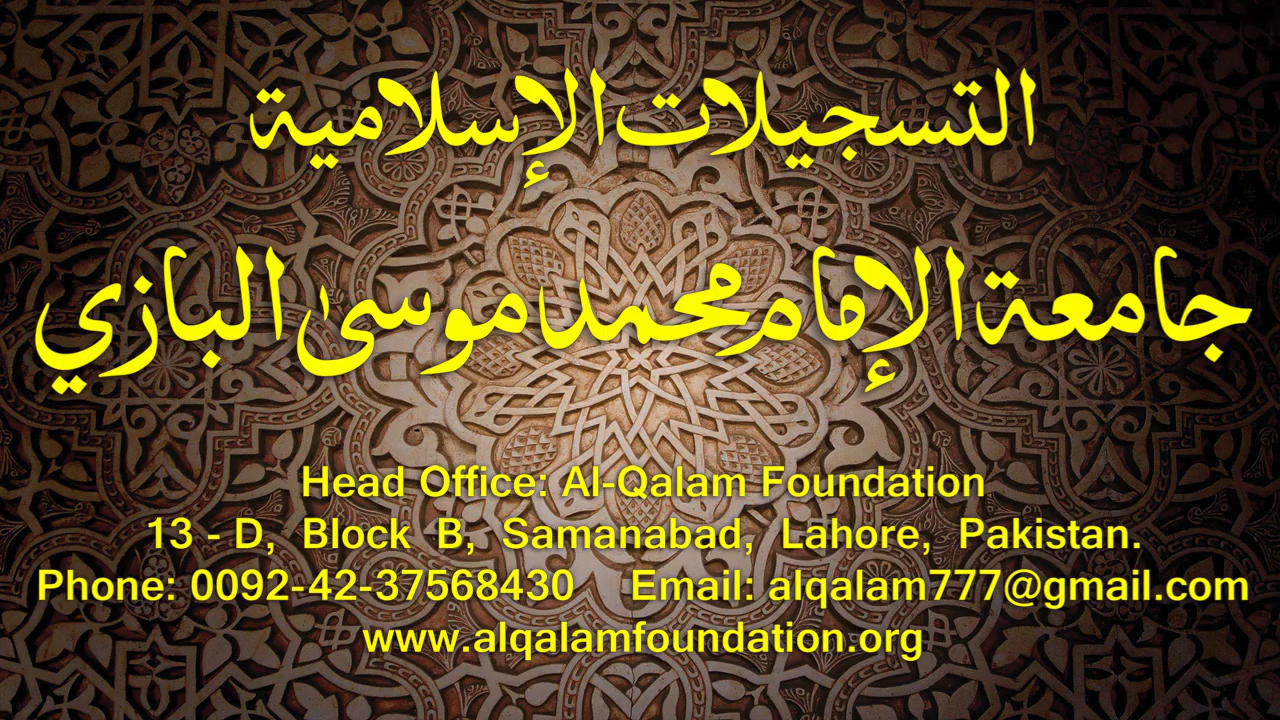 التسجيلات الإسلامية
جامعة الإمام محمد موسىٰ البازي
Head Office: Al-Qalam Foundation
13 - D, Block B, Samanabad, Lahore, Pakistan.
Phone: 0092-42-37568430 Email: alqalam777@gmail.com
www.alqalamfoundation.org